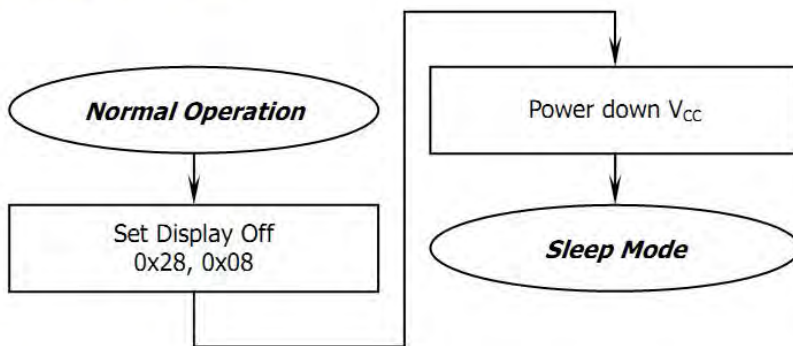 Normal Operation
Set Display Off
0x28, 0x08
Power down VCC
Sleep Mode